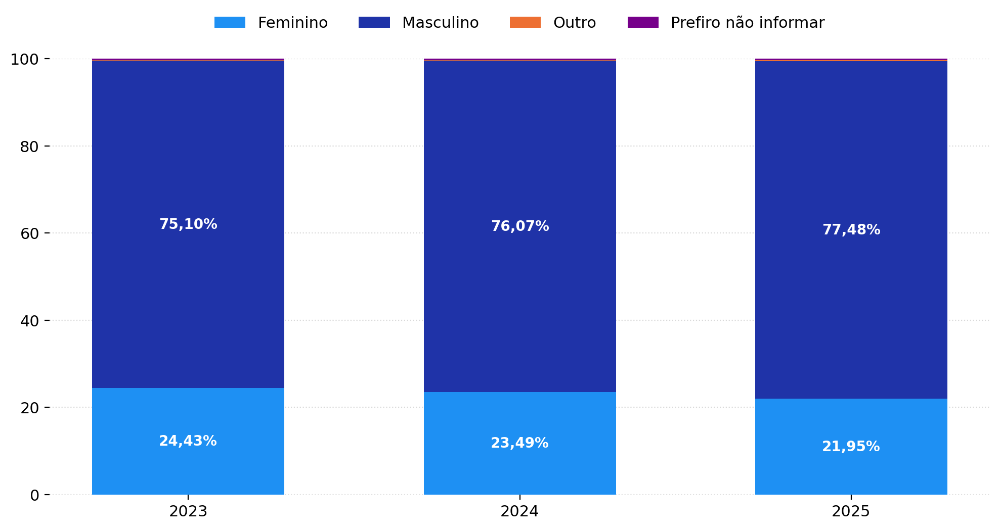 Feminino Masculino Outro Prefiro não informar
100
80
60
40
20
0
75,10% 76,07% 77,48%
24,43% 23,49% 21,95%
2023 2024 2025